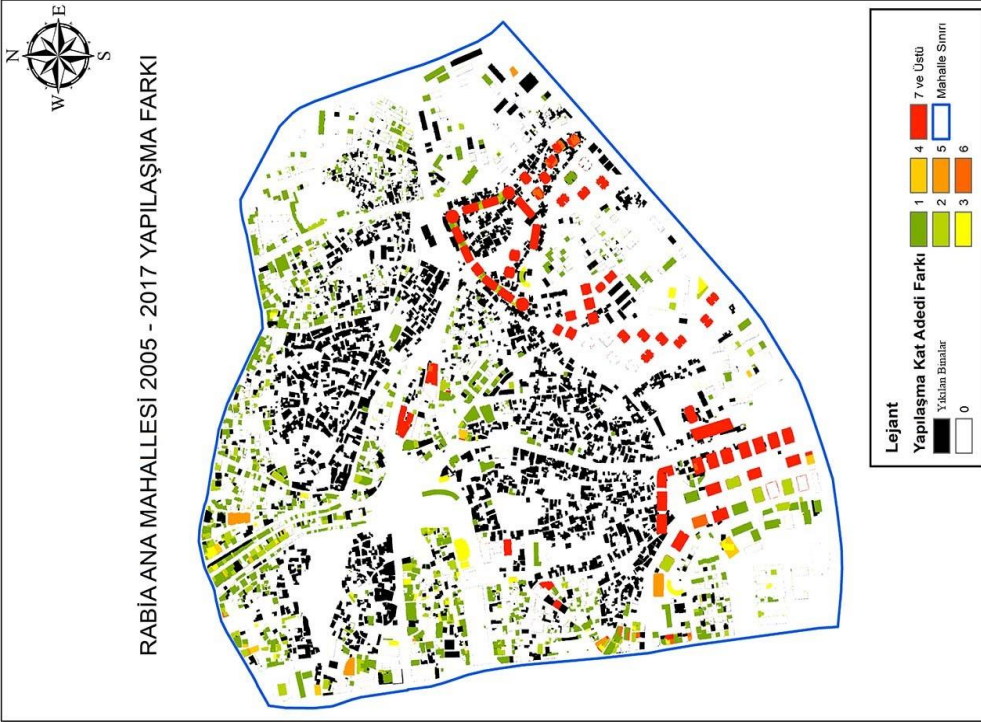 N
E
W
S
RABİA ANA MAHALLESİ 2005 - 2017 YAPILAŞMA FARKI
Lejant
Yapılaşma Kat Adedi Farkı
Yıkılan Binalar
0
1
2
3
4
5
6
7 ve Üstü
Mahalle Sınırı